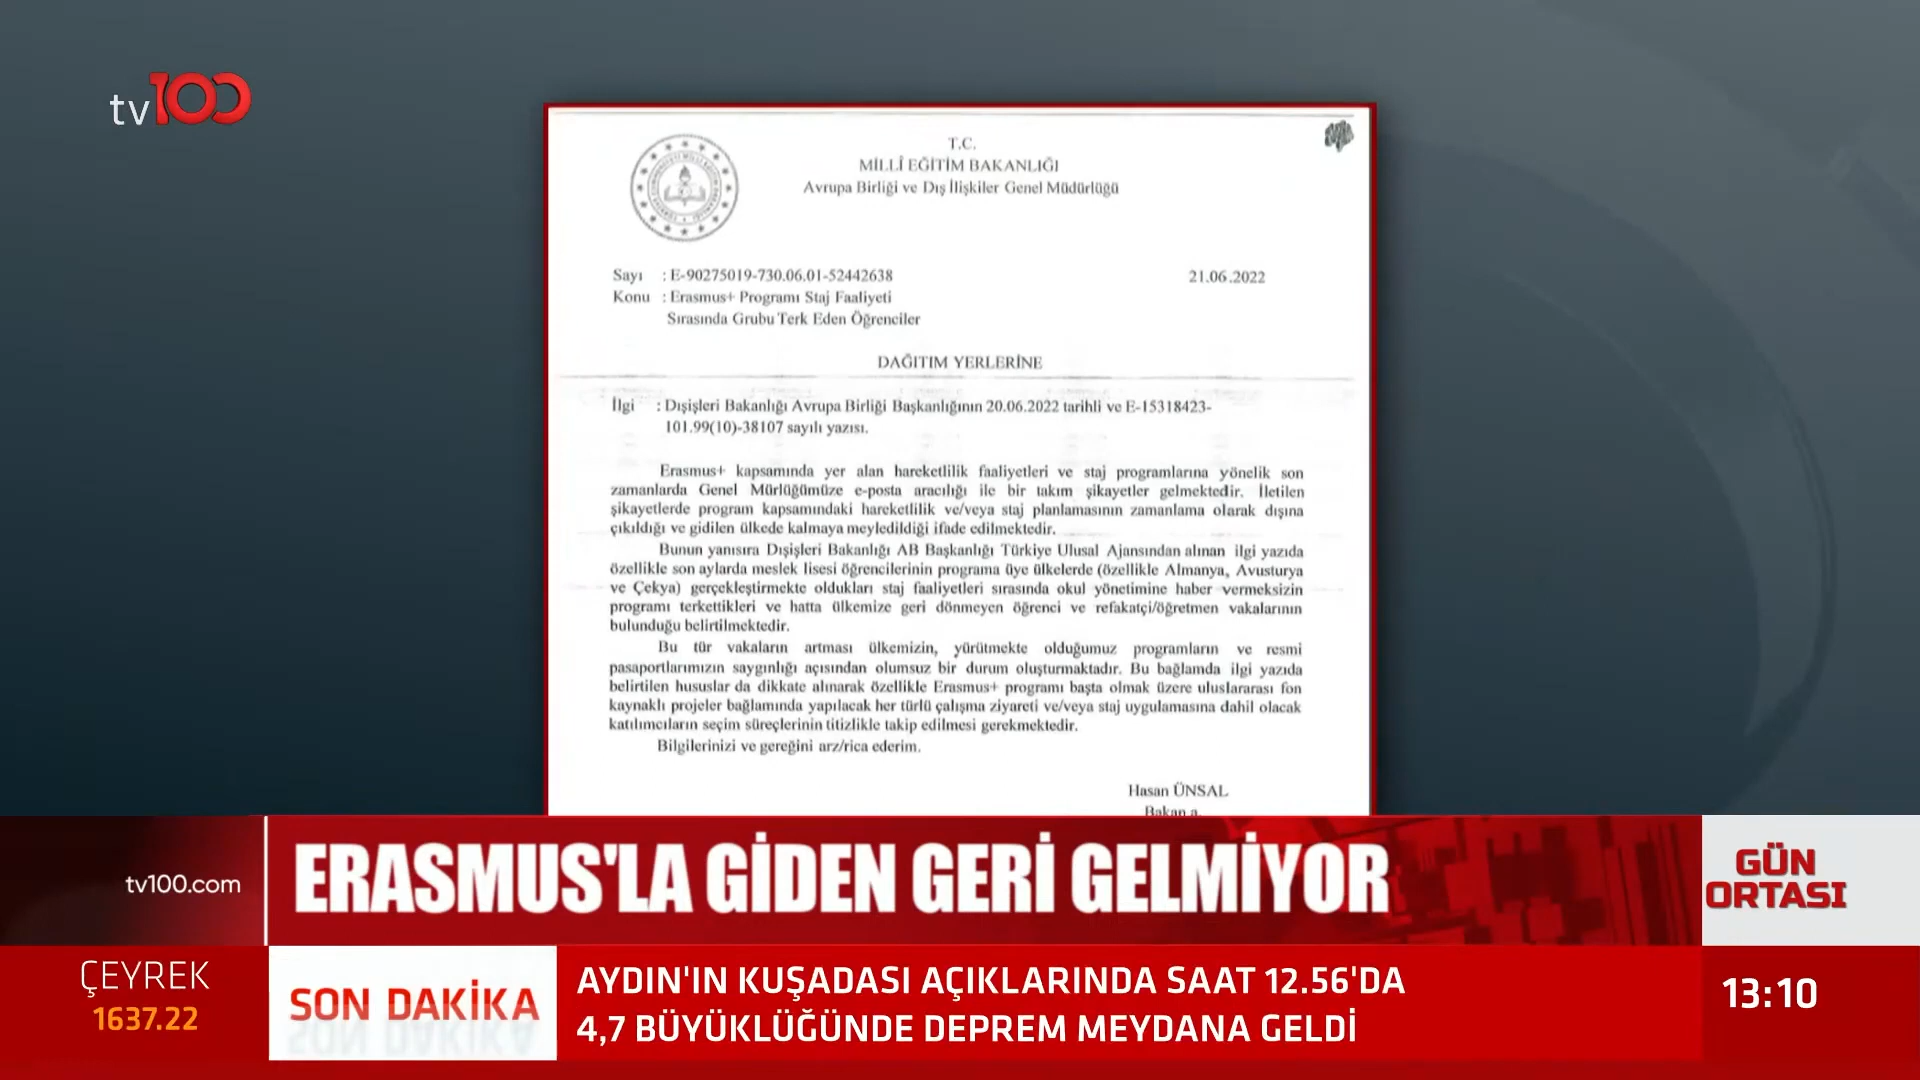 tv100
T.C.
MİLLÎ EĞİTİM BAKANLIĞI
Avrupa Birliği ve Dış İlişkiler Genel Müdürlüğü
Sayı : E-90275019-730.06.01-52442638
21.06.2022
Konu : Erasmus+ Programı Staj Faaliyeti
Sırasında Grubu Terk Eden Öğrenciler
DAĞITIM YERLERİNE
İlgi : Dışişleri Bakanlığı Avrupa Birliği Başkanlığının 20.06.2022 tarihli ve E-15318423-
101.99(10)-38107 sayılı yazısı.
Erasmus+ kapsamında yer alan hareketlilik faaliyetleri ve staj programlarına yönelik son
zamanlarda Genel Mürlüğümüze e-posta aracılığı ile bir takım şikayetler gelmektedir. İletilen
şikayetlerde program kapsamındaki hareketlilik ve/veya staj planlamasının zamanlama olarak dışına
çıkıldığı ve gidilen ülkede kalmaya meyledildiği ifade edilmektedir.
Bunun yanısıra Dışişleri Bakanlığı AB Başkanlığı Türkiye Ulusal Ajansından alınan ilgi yazıda
özellikle son aylarda meslek lisesi öğrencilerinin programa üye ülkelerde (özellikle Almanya, Avusturya
ve Çekya) gerçekleştirmekte oldukları staj faaliyetleri sırasında okul yönetimine haber vermeksizin
programı terkettikleri ve hatta ülkemize geri dönmeyen öğrenci ve refakatçi/öğretmen vakalarının
bulunduğu belirtilmektedir.
Bu tür vakaların artması ülkemizin, yürütmekte olduğumuz programların ve resmi
pasaportlarımızın saygınlığı açısından olumsuz bir durum oluşturmaktadır. Bu bağlamda ilgi yazıda
belirtilen hususlar da dikkate alınarak özellikle Erasmus+ programı başta olmak üzere uluslararası fon
kaynaklı projeler bağlamında yapılacak her türlü çalışma ziyareti ve/veya staj uygulamasına dahil olacak
katılımcıların seçim süreçlerinin titizlikle takip edilmesi gerekmektedir.
Bilgilerinizi ve gereğini arz/rica ederim.
Hasan ÜNSAL
Bakan a.
tv100.com
ERASMUS'LA GİDEN GERİ GELMİYOR
GÜN
ORTASI
ÇEYREK
1637.22
SON DAKİKA
AYDIN'IN KUŞADASI AÇIKLARINDA SAAT 12.56'DA
4,7 BÜYÜKLÜĞÜNDE DEPREM MEYDANA GELDİ
13:10